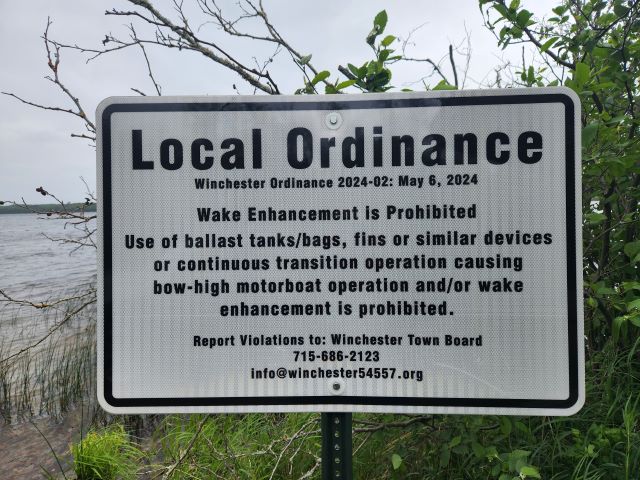 Local Ordinance
Winchester Ordinance 2024-02: May 6, 2024
Wake Enhancement is Prohibited
Use of ballast tanks/bags, fins or similar devices
or continuous transition operation causing
bow-high motorboat operation and/or wake
enhancement is prohibited.
Report Violations to: Winchester Town Board
715-686-2123
info@winchester54557.org